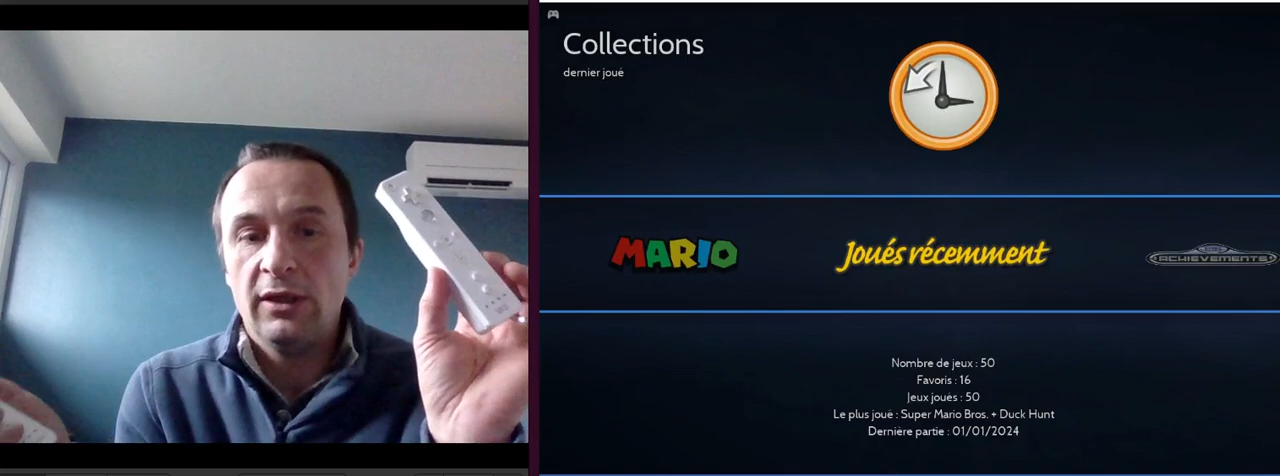 Collections
dernier joué
MARIO
Joués récemment
ACHIEVEMENTS
Nombre de jeux : 50
Favoris : 16
Jeux joués : 50
Le plus joué : Super Mario Bros. + Duck Hunt
Dernière partie : 01/01/2024
Wii